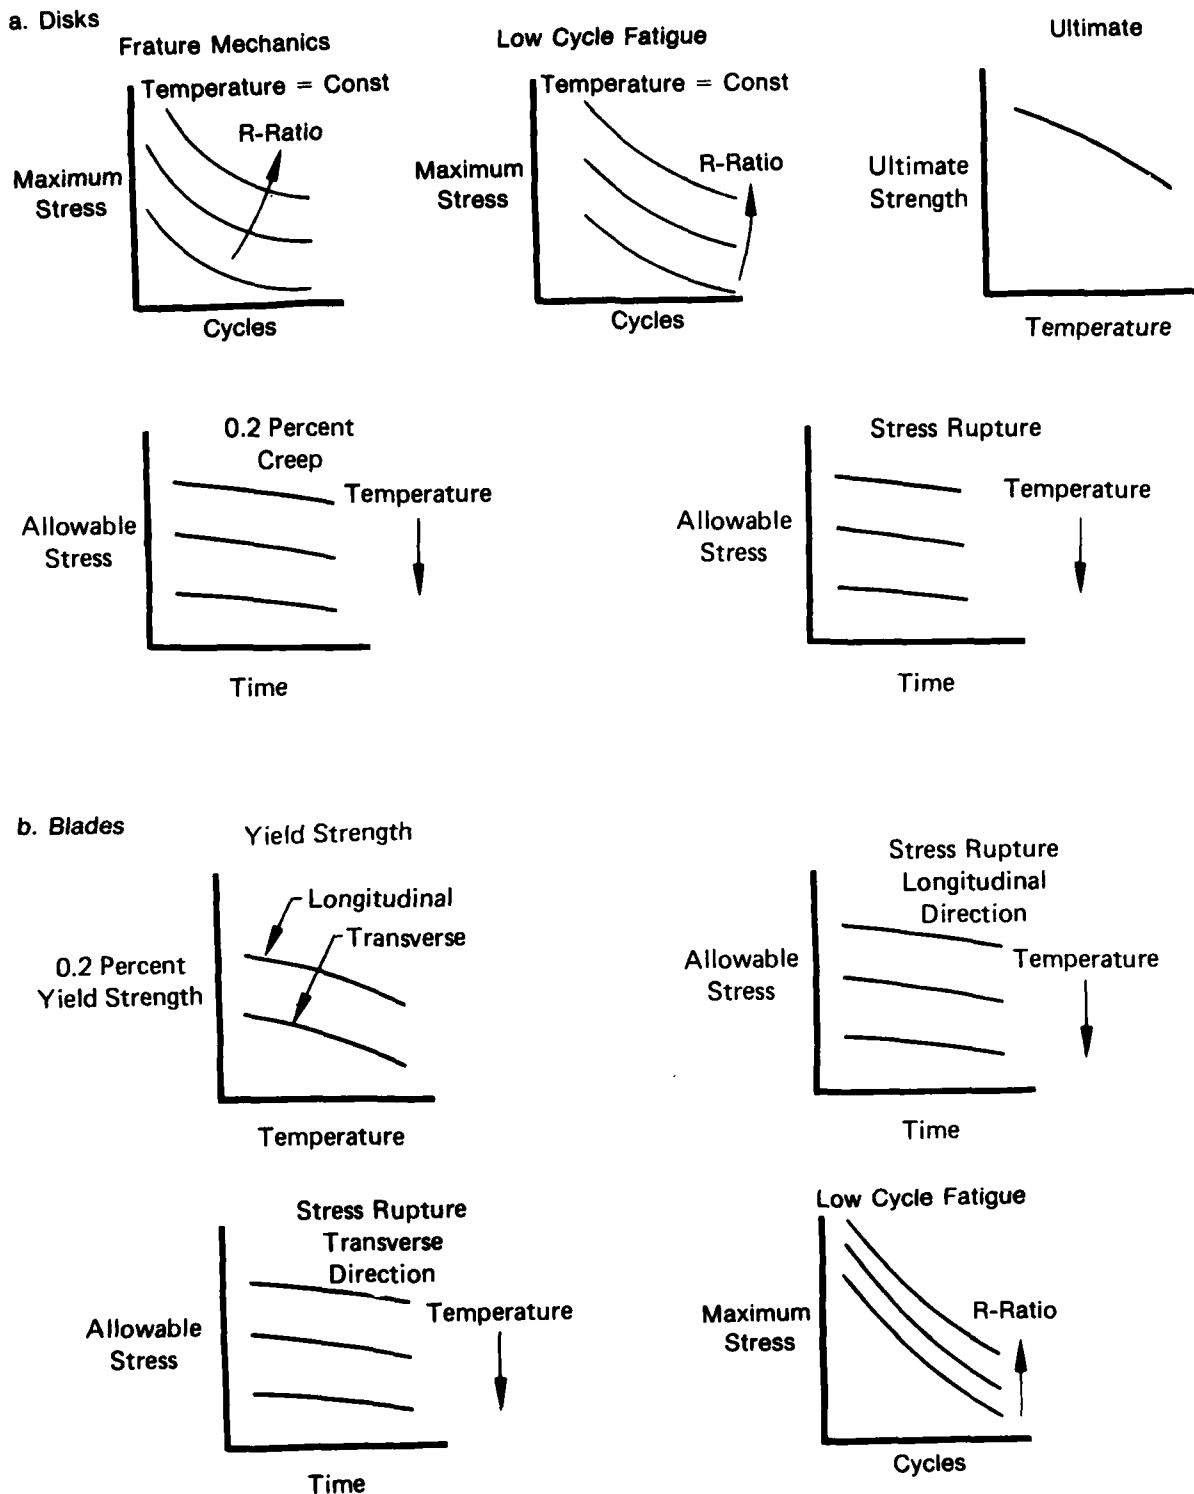 a. Disks
Frature Mechanics
Temperature = Const
R-Ratio
Maximum
Stress
Cycles
Low Cycle Fatigue
Temperature = Const
R-Ratio
Maximum
Stress
Cycles
Ultimate
Ultimate
Strength
Temperature
0.2 Percent
Creep
Temperature
Allowable
Stress
Time
Stress Rupture
Temperature
Allowable
Stress
Time
b. Blades
Yield Strength
Longitudinal
Transverse
0.2 Percent
Yield Strength
Temperature
Stress Rupture
Longitudinal
Direction
Temperature
Allowable
Stress
Time
Stress Rupture
Transverse
Direction
Temperature
Allowable
Stress
Time
Low Cycle Fatigue
R-Ratio
Maximum
Stress
Cycles